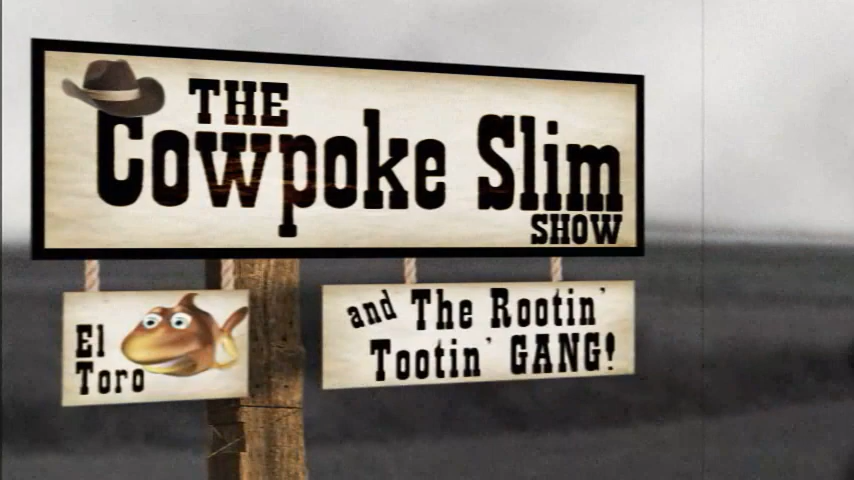 THE
Cowpoke Slim
SHOW
El
Toro
and The Rootin'
Tootin' GANG!